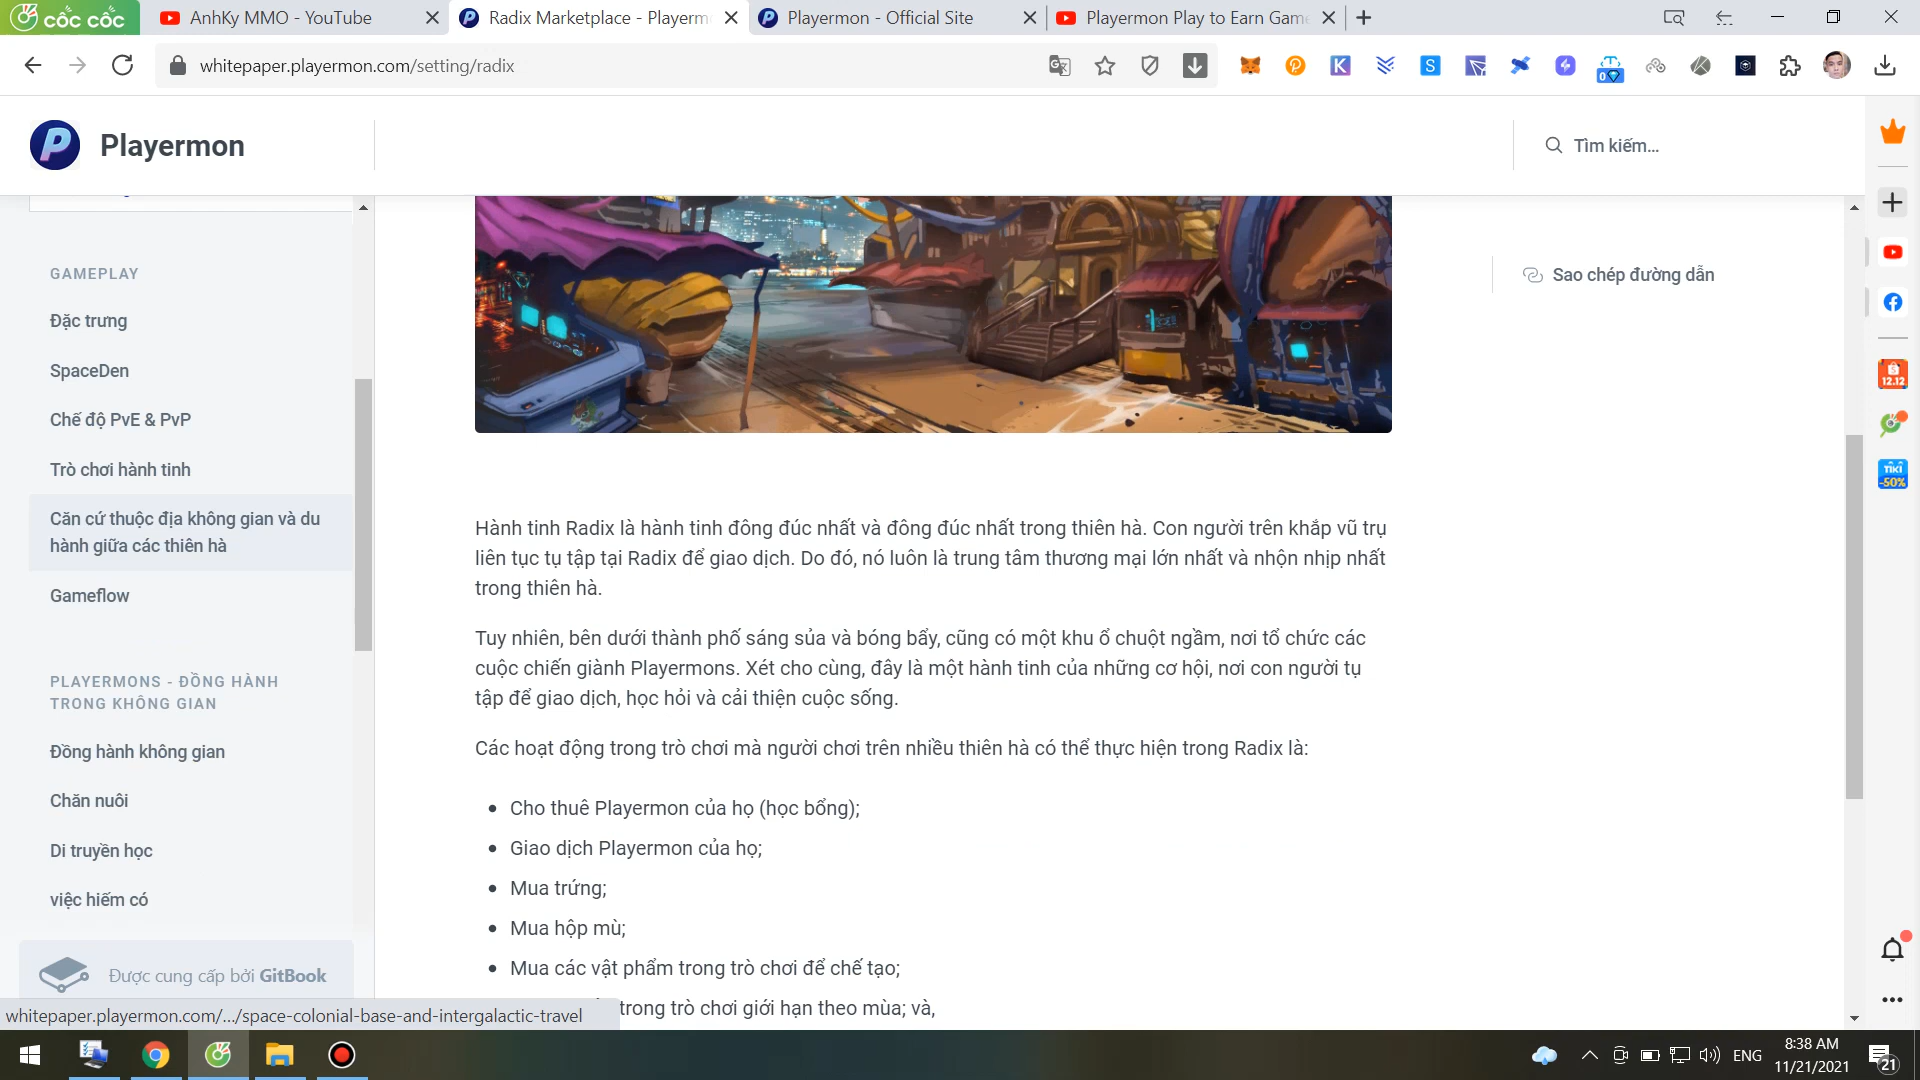 cốc cốc
AnhKy MMO - YouTube
Radix Marketplace - Playerm
Playermon - Official Site
Playermon Play to Earn Game
whitepaper.playermon.com/setting/radix
Playermon
Tìm kiếm...
GAMEPLAY
Đặc trưng
SpaceDen
Chế độ PvE & PvP
Trò chơi hành tinh
Căn cứ thuộc địa không gian và du
hành giữa các thiên hà
Gameflow
PLAYERMONS - ĐỒNG HÀNH
TRONG KHÔNG GIAN
Đồng hành không gian
Chăn nuôi
Di truyền học
việc hiếm có
Được cung cấp bởi GitBook
Sao chép đường dẫn
Hành tinh Radix là hành tinh đông đúc nhất và đông đúc nhất trong thiên hà. Con người trên khắp vũ trụ
liên tục tụ tập tại Radix để giao dịch. Do đó, nó luôn là trung tâm thương mại lớn nhất và nhộn nhịp nhất
trong thiên hà.
Tuy nhiên, bên dưới thành phố sáng sủa và bóng bẩy, cũng có một khu ổ chuột ngầm, nơi tổ chức các
cuộc chiến giành Playermons. Xét cho cùng, đây là một hành tinh của những cơ hội, nơi con người tụ
tập để giao dịch, học hỏi và cải thiện cuộc sống.
Các hoạt động trong trò chơi mà người chơi trên nhiều thiên hà có thể thực hiện trong Radix là:
Cho thuê Playermon của họ (học bổng);
Giao dịch Playermon của họ;
Mua trứng;
Mua hộp mù;
Mua các vật phẩm trong trò chơi để chế tạo;
trong trò chơi giới hạn theo mùa; và,
whitepaper.playermon.com/.../space-colonial-base-and-intergalactic-travel
12.12
TIKI
-50%
0
ENG
8:38 AM
11/21/2021
21